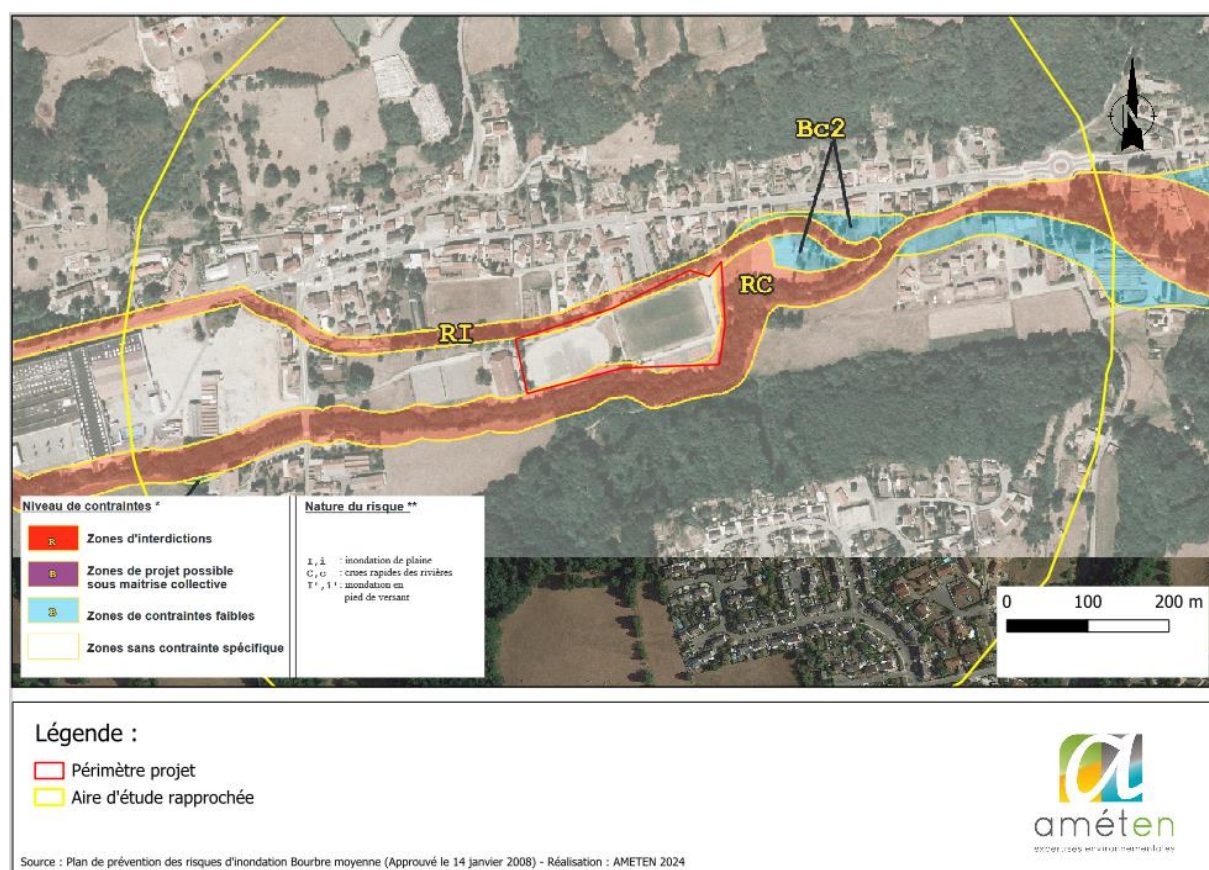 Bc2
N
RC
RI
Niveau de contraintes *
R
Zones d'interdictions
B
Zones de projet possible
sous maitrise collective
B
Zones de contraintes faibles
Zones sans contrainte spécifique
Nature du risque **
I,i : inondation de plaine
C,c : crues rapides des rivières
I',i' : inondation en
pied de versant
0 100 200 m
Légende :
Périmètre projet
Aire d'étude rapprochée
a
améten
expertises environnementales
Source : Plan de prévention des risques d'inondation Bourbre moyenne (Approuvé le 14 janvier 2008) - Réalisation : AMETEN 2024